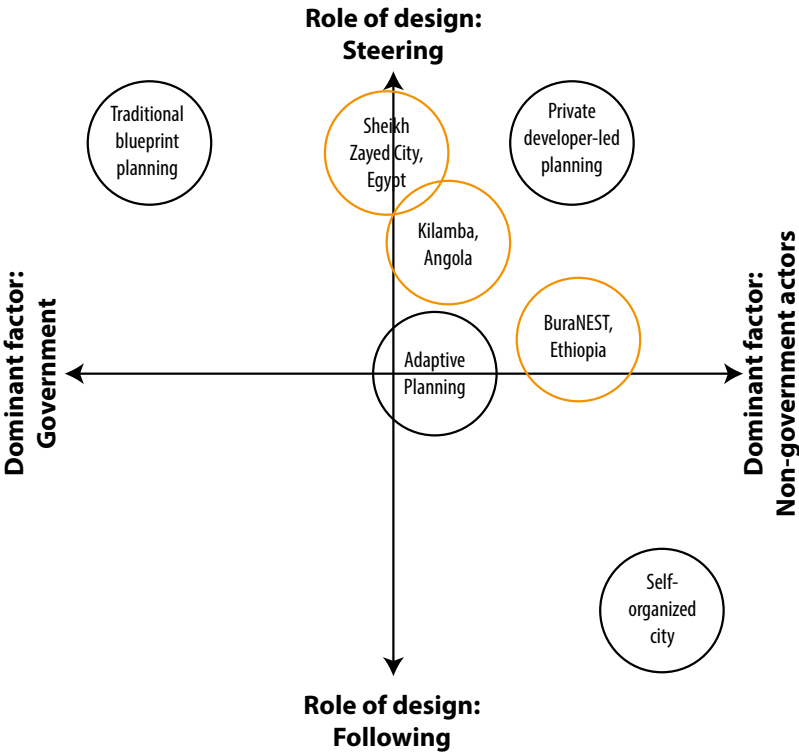 Role of design:
Steering
Traditional
blueprint
planning
Sheikh
Zayed City,
Egypt
Private
developer-led
planning
Kilamba,
Angola
BuraNEST,
Ethiopia
Adaptive
Planning
Dominant factor:
Government
Dominant factor:
Non-government actors
Self-
organized
city
Role of design:
Following